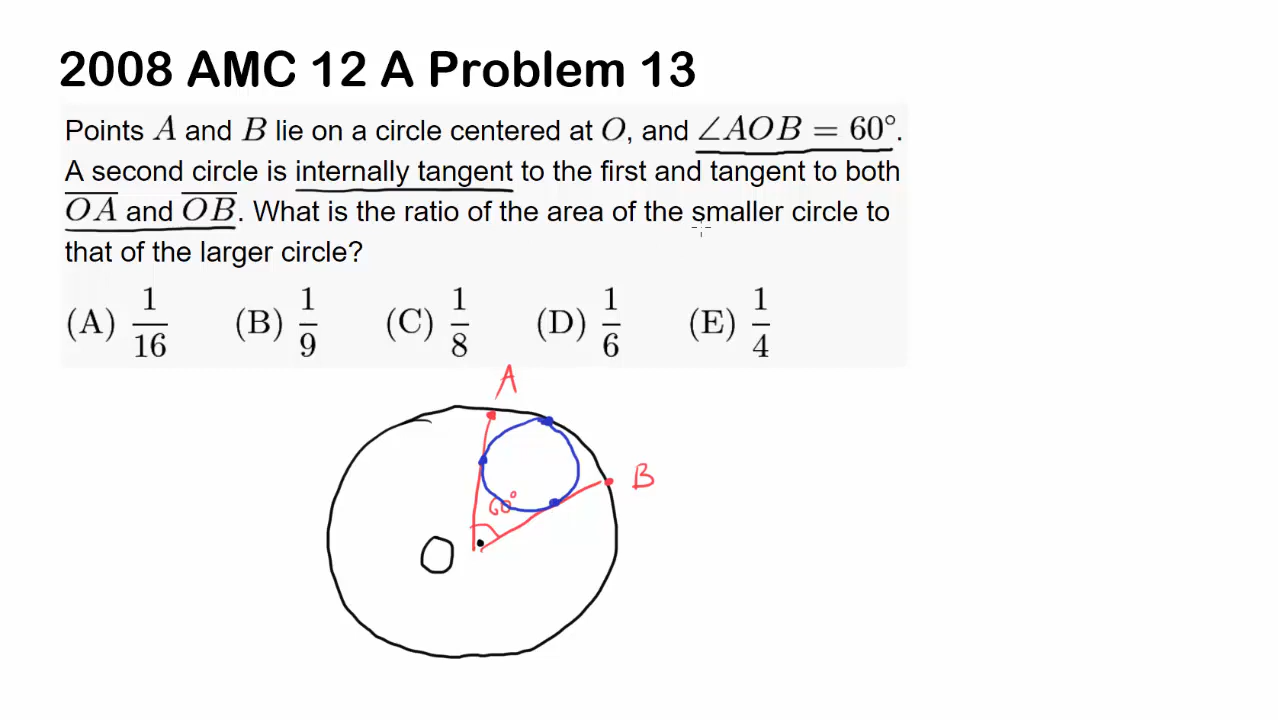 2008 AMC 12 A Problem 13
Points A and B lie on a circle centered at O, and ∠AOB = 60°.
A second circle is internally tangent to the first and tangent to both
OA and OB. What is the ratio of the area of the smaller circle to
that of the larger circle?
(A) 1/16 (B) 1/9 (C) 1/8 (D) 1/6 (E) 1/4
A
B
60°
O